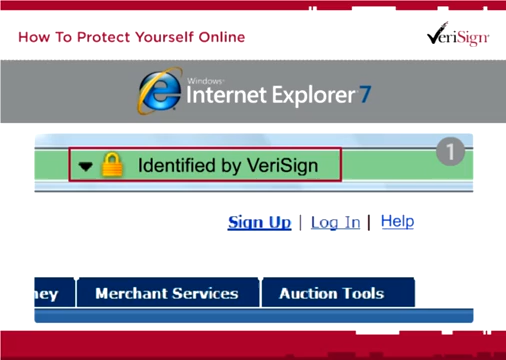 How To Protect Yourself Online
VeriSign
Windows
Internet Explorer 7
Identified by VeriSign
1
Sign Up | Log In | Help
ney
Merchant Services
Auction Tools